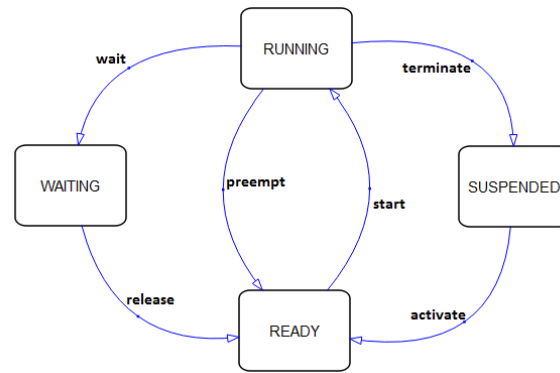 RUNNING
wait
terminate
WAITING
preempt
start
SUSPENDED
release
activate
READY